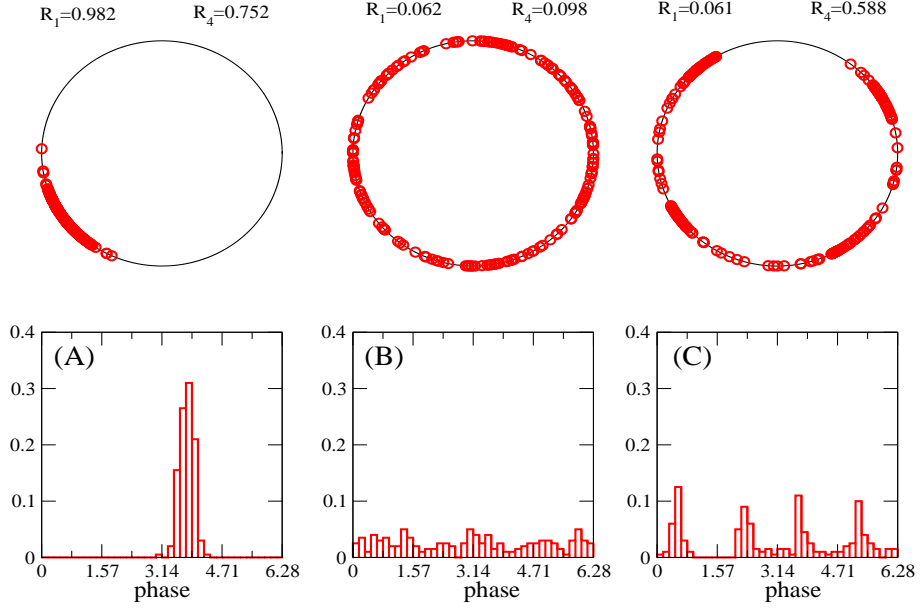 R1=0.982 R4=0.752 R1=0.062 R4=0.098 R1=0.061 R4=0.588
0.4 0.4 0.4
(A) (B) (C)
0.3 0.3 0.3
0.2 0.2 0.2
0.1 0.1 0.1
0 0 0
0 1.57 3.14 4.71 6.28 0 1.57 3.14 4.71 6.28 0 1.57 3.14 4.71 6.28
phase phase phase